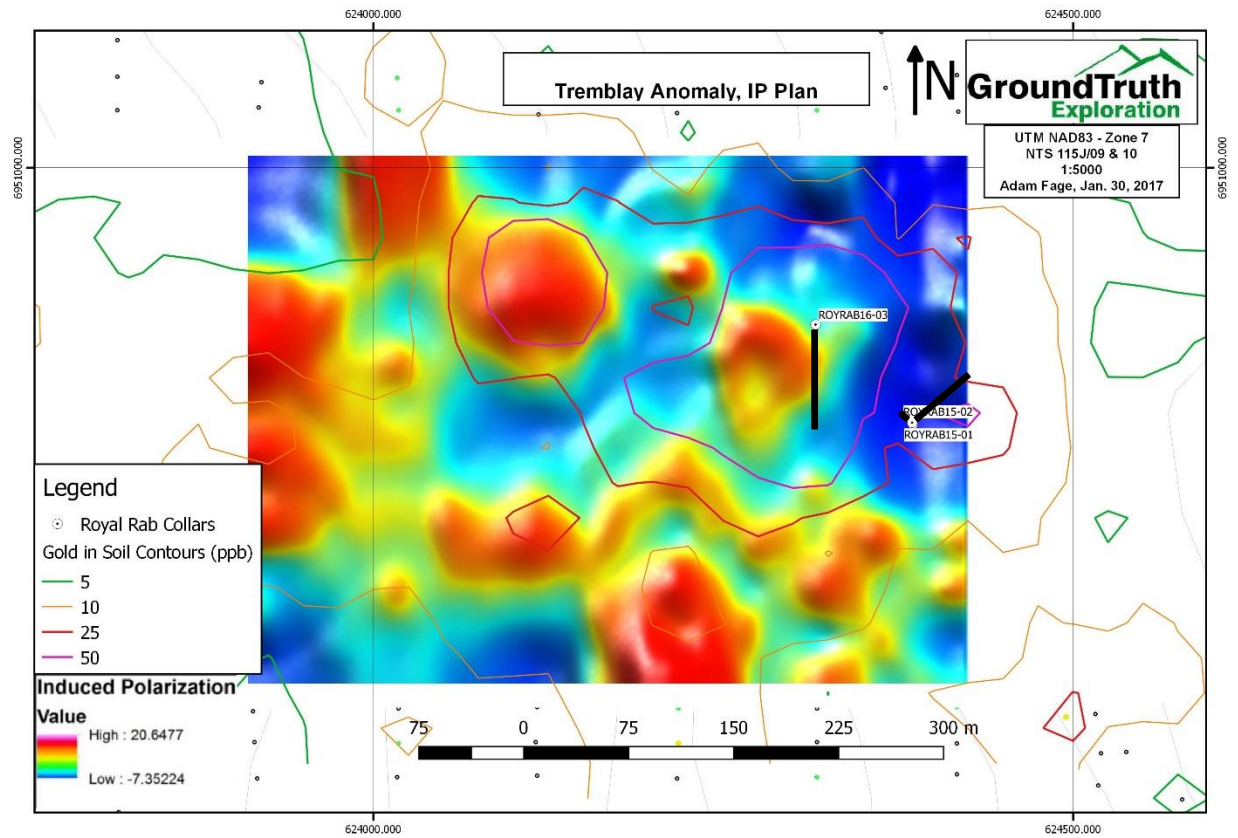 624000.000
624500.000
Tremblay Anomaly, IP Plan
N
GroundTruth
Exploration
UTM NAD83 - Zone 7
NTS 115J/09 & 10
1:5000
Adam Fage, Jan. 30, 2017
6951000.000
6951000.000
ROYRAB16-03
ROYRAB15-02
ROYRAB15-01
Legend
Royal Rab Collars
Gold in Soil Contours (ppb)
5
10
25
50
Induced Polarization
Value
High : 20.6477
Low : -7.35224
75 0 75 150 225 300 m
624000.000
624500.000